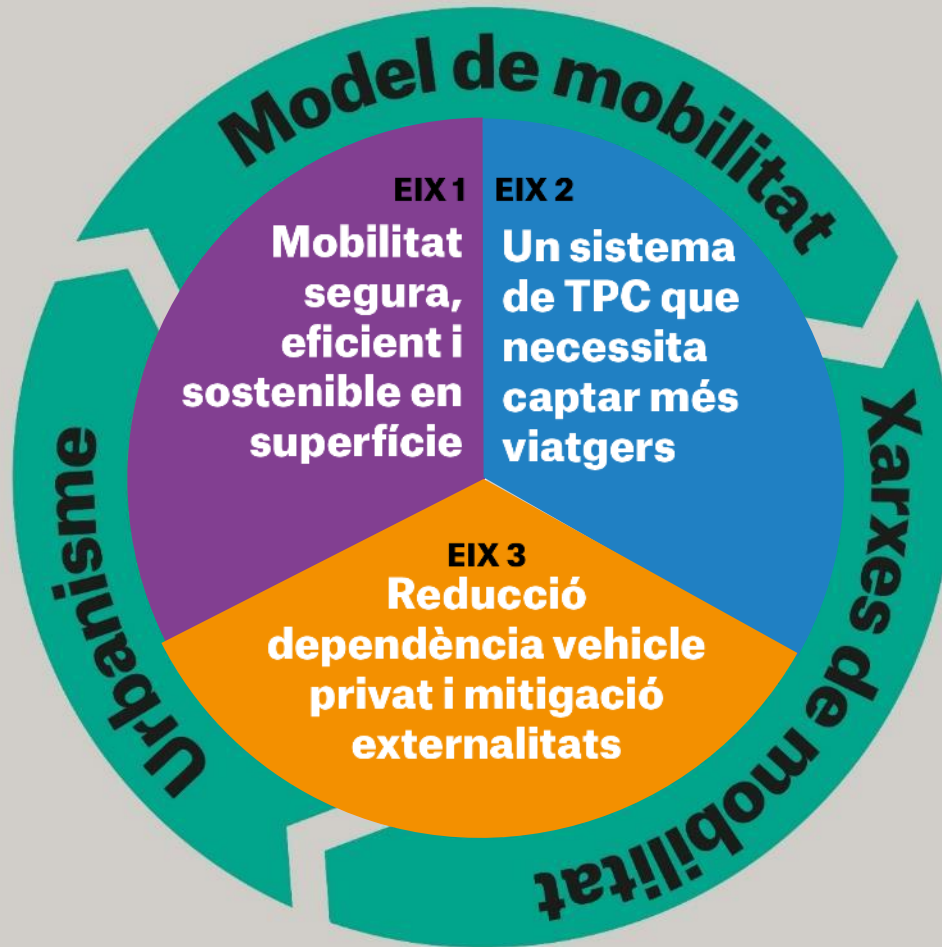 Model de mobilitat
EIX 1
Mobilitat
segura,
eficient i
sostenible en
superfície
EIX 2
Un sistema
de TPC que
necessita
captar més
viatgers
EIX 3
Reducció
dependència vehicle
privat i mitigació
externalitats
Xarxes de mobilitat
Urbanisme